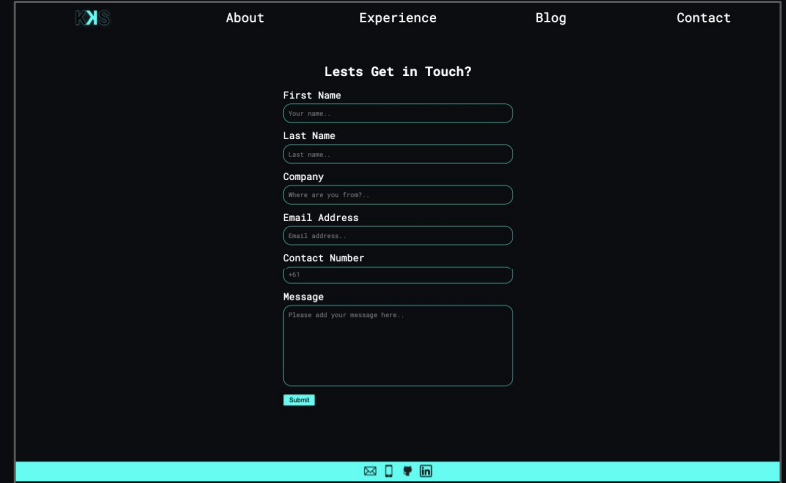 KKS
About
Experience
Blog
Contact
Lests Get in Touch?
First Name
Your name..
Last Name
Last name..
Company
Where are you from?..
Email Address
Email address..
Contact Number
+61
Message
Please add your message here..
Submit
in